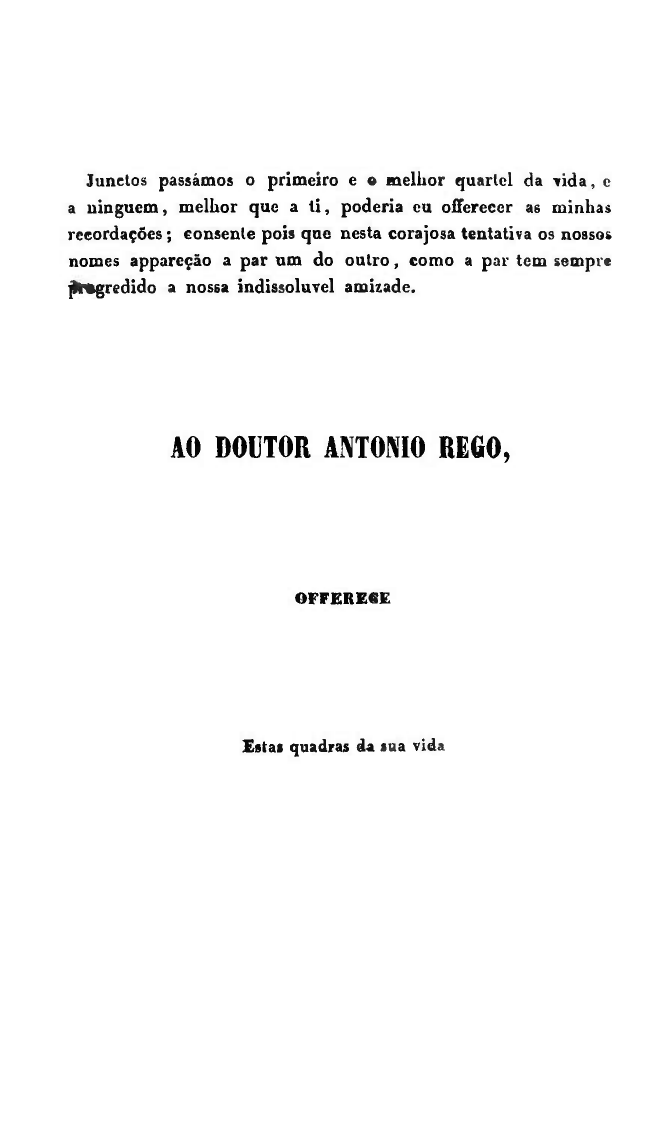 Junctos passámos o primeiro e o melhor quartel da vida, e
a ninguem, melhor que a ti, poderia eu offerecer as minhas
recordações; consente pois que nesta corajosa tentativa os nossos
nomes appareção a par um do outro, como a par tem sempre
progredido a nossa indissoluvel amizade.
AO DOUTOR ANTONIO REGO,
OFFERECE
Estas quadras da sua vida